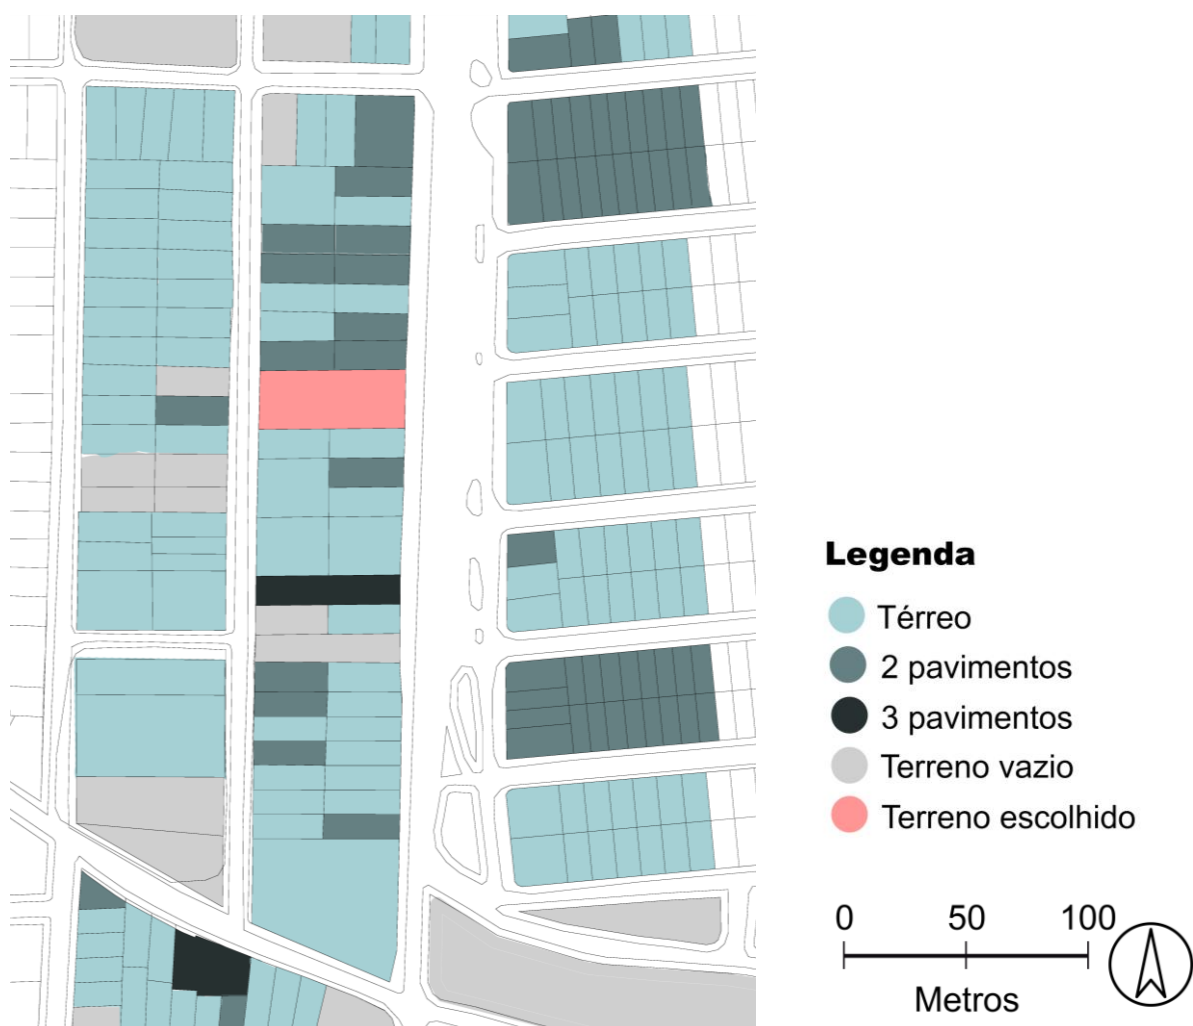 Legenda
Térreo
2 pavimentos
3 pavimentos
Terreno vazio
Terreno escolhido
0 50 100
Metros